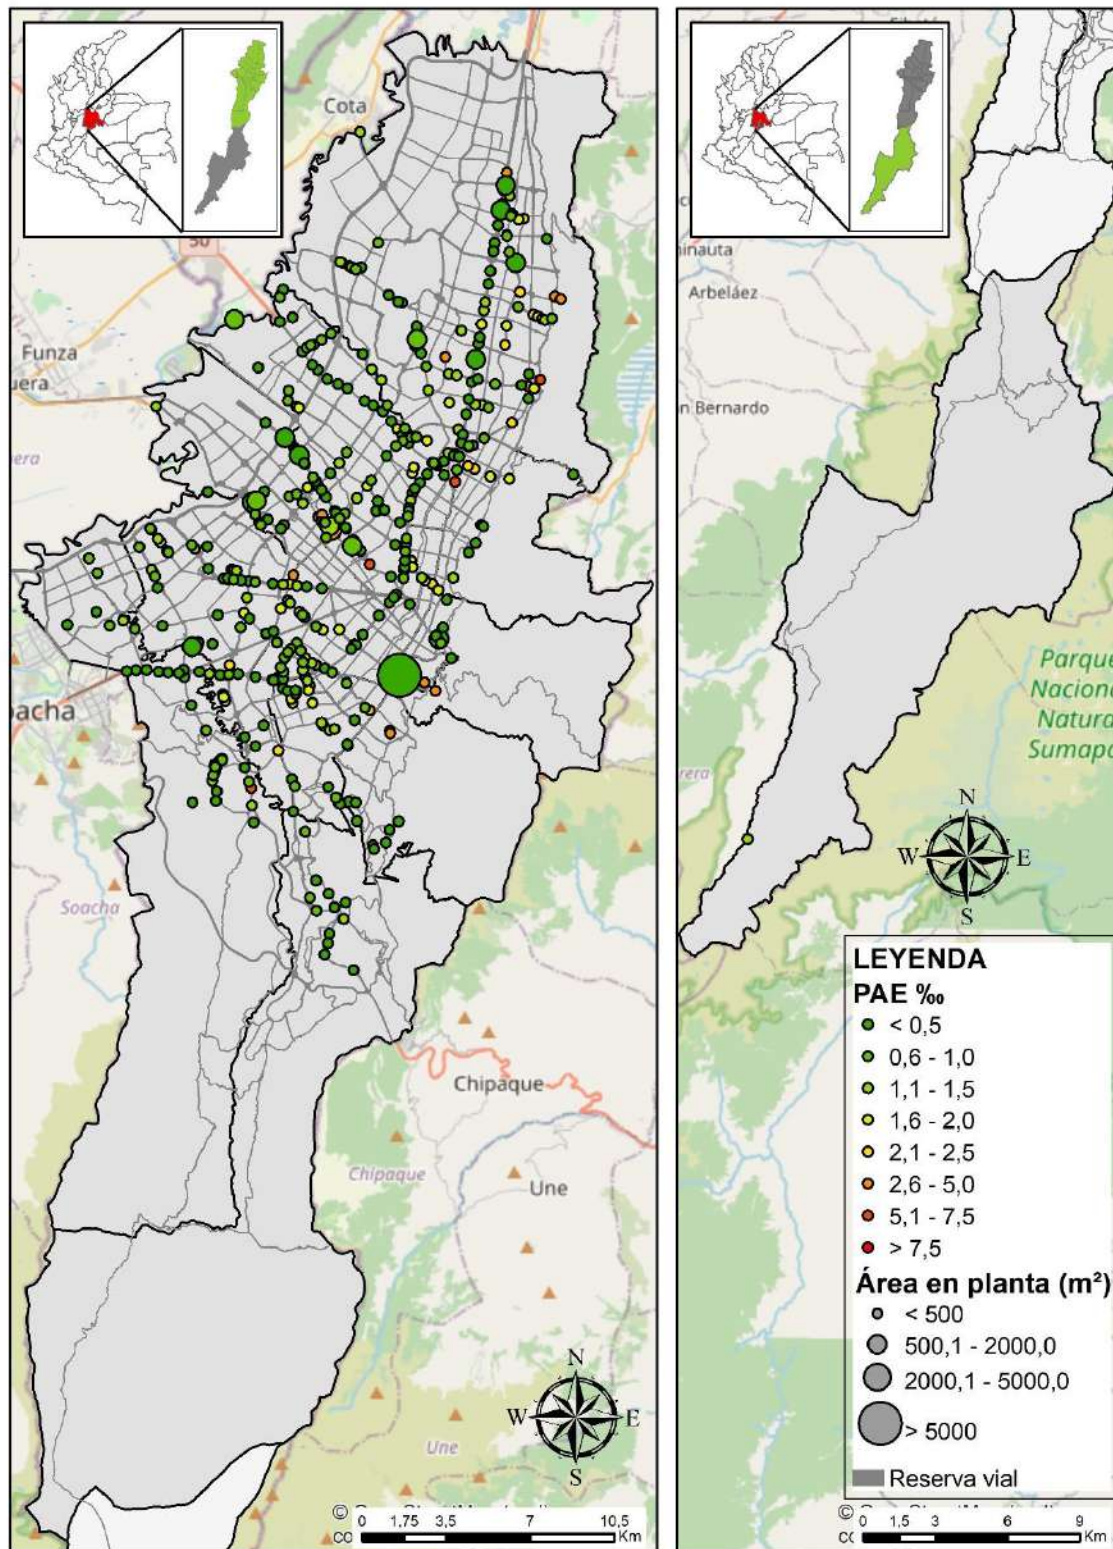 Cota
50
Funza
uera
oacha
Soacha
Chipaque
Chipaque
Une
Une
N
W E
S
©
0 1,75 3,5 7 10,5
Km
ninauta
Arbeláez
n Bernardo
rera
Parque
Naciona
Natura
Sumapa
N
W E
S
LEYENDA
PAE ‰
< 0,5
0,6 - 1,0
1,1 - 1,5
1,6 - 2,0
2,1 - 2,5
2,6 - 5,0
5,1 - 7,5
> 7,5
Área en planta (m²)
< 500
500,1 - 2000,0
2000,1 - 5000,0
> 5000
Reserva vial
©
0 1,5 3 6 9
Km